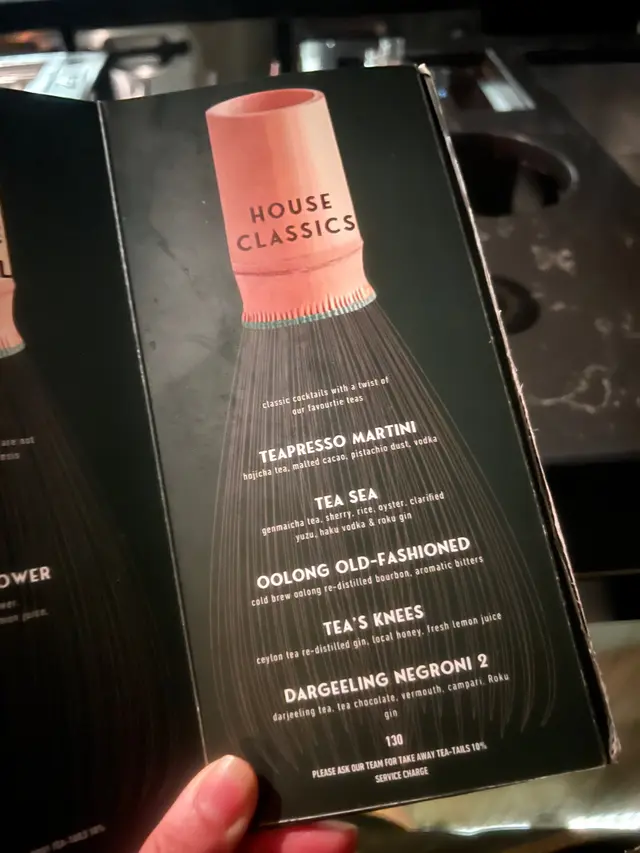 HOUSE
CLASSICS
classic cocktails with a twist of
our favourtie teas
TEAPRESSO MARTINI
hojicha tea, malted cacao, pistachio dust, vodka
TEA SEA
genmaicha tea, sherry, rice, oyster, clarified
yuzu, haku vodka & roku gin
OOLONG OLD-FASHIONED
cold brew oolong re-distilled bourbon, aromatic bitters
TEA'S KNEES
ceylon tea re-distilled gin, local honey, fresh lemon juice
DARGEELING NEGRONI 2
darjeeling tea, tea chocolate, vermouth, campari, Roku
gin
130
PLEASE ASK OUR TEAM FOR TAKE AWAY TEA-TAILS 10%
SERVICE CHARGE
are not
OWER
juice.